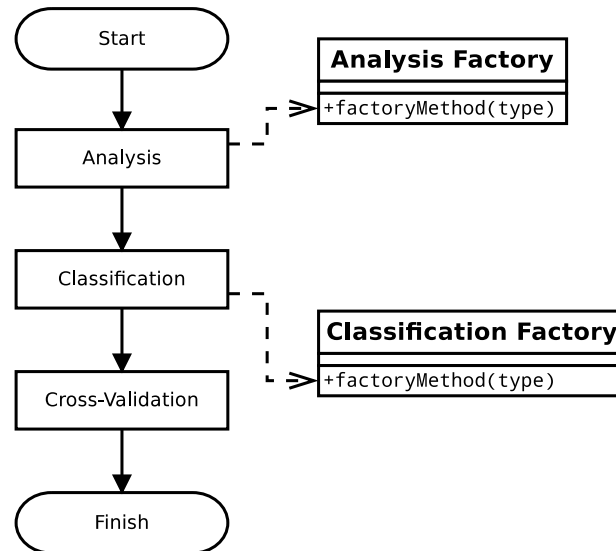 Start
Analysis Factory
+factoryMethod(type)
Analysis
Classification
Classification Factory
+factoryMethod(type)
Cross-Validation
Finish